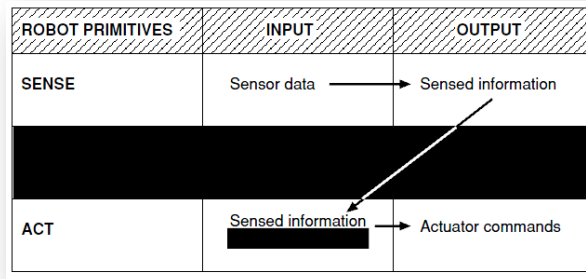 ROBOT PRIMITIVES INPUT OUTPUT
SENSE Sensor data Sensed information
ACT Sensed information Actuator commands